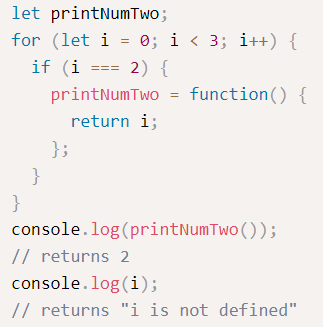 let printNumTwo;
for (let i = 0; i < 3; i++) {
  if (i === 2) {
    printNumTwo = function() {
      return i;
    };
  }
}
console.log(printNumTwo());
// returns 2
console.log(i);
// returns "i is not defined"